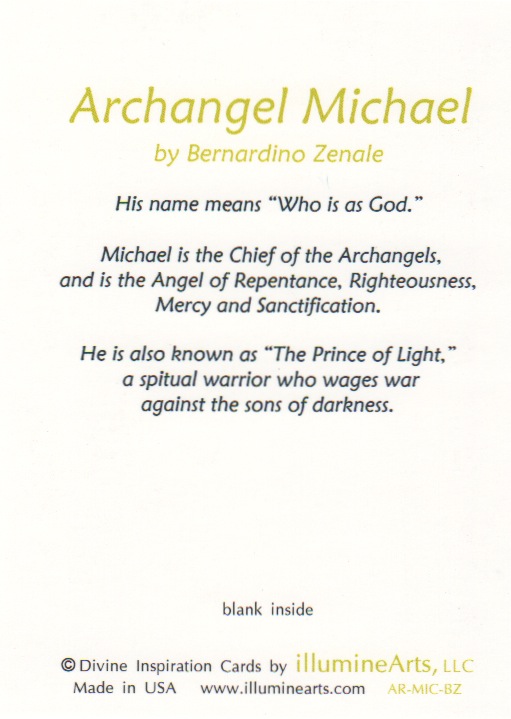 Archangel Michael
by Bernardino Zenale
His name means “Who is as God.”
Michael is the Chief of the Archangels,
and is the Angel of Repentance, Righteousness,
Mercy and Sanctification.
He is also known as “The Prince of Light,”
a spitual warrior who wages war
against the sons of darkness.
blank inside
© Divine Inspiration Cards by illumineArts, LLC
Made in USA www.illuminearts.com AR-MIC-BZ